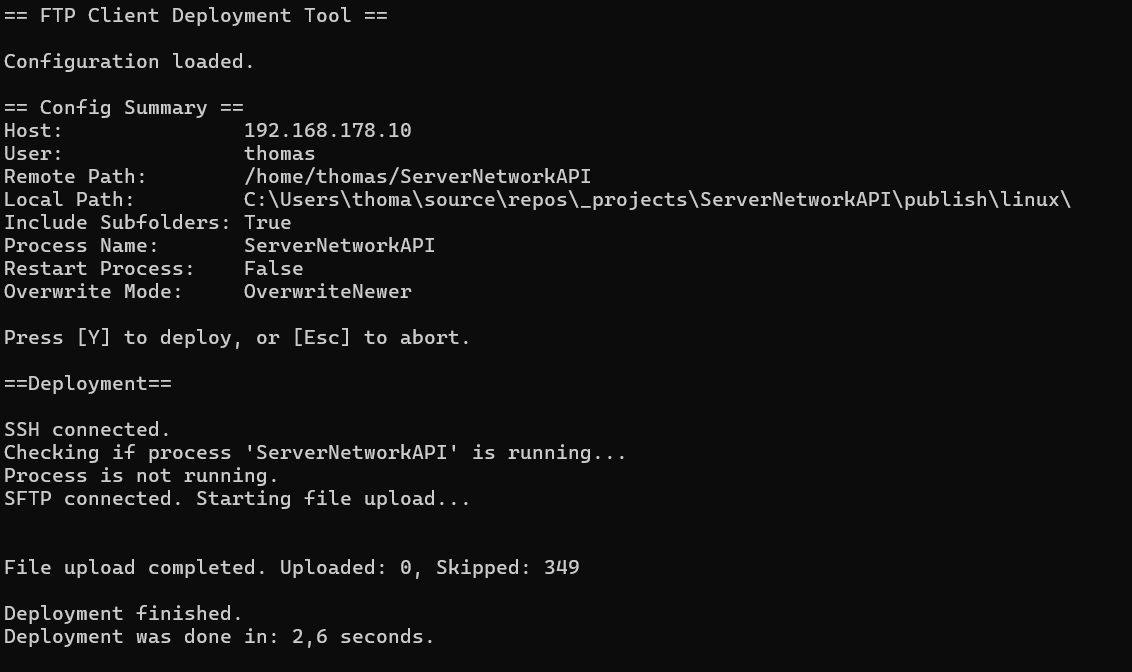 == FTP Client Deployment Tool ==
Configuration loaded.
== Config Summary ==
Host: 192.168.178.10
User: thomas
Remote Path: /home/thomas/ServerNetworkAPI
Local Path: C:\Users\thoma\source\repos\_projects\ServerNetworkAPI\publish\linux\
Include Subfolders: True
Process Name: ServerNetworkAPI
Restart Process: False
Overwrite Mode: OverwriteNewer
Press [Y] to deploy, or [Esc] to abort.
==Deployment==
SSH connected.
Checking if process 'ServerNetworkAPI' is running...
Process is not running.
SFTP connected. Starting file upload...
File upload completed. Uploaded: 0, Skipped: 349
Deployment finished.
Deployment was done in: 2,6 seconds.